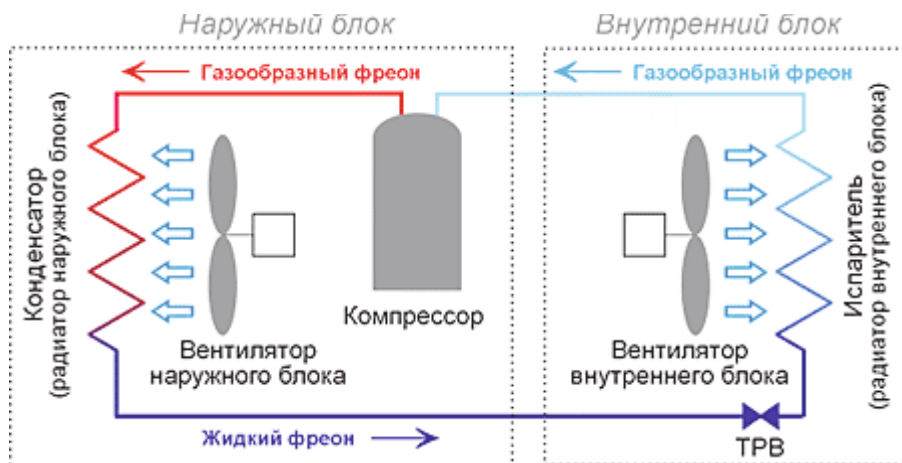 Наружный блок
Внутренний блок
Газообразный фреон
Газообразный фреон
Конденсатор
(радиатор наружного блока)
Компрессор
Вентилятор
наружного блока
Вентилятор
внутреннего блока
Испаритель
(радиатор внутреннего блока)
Жидкий фреон
ТРВ